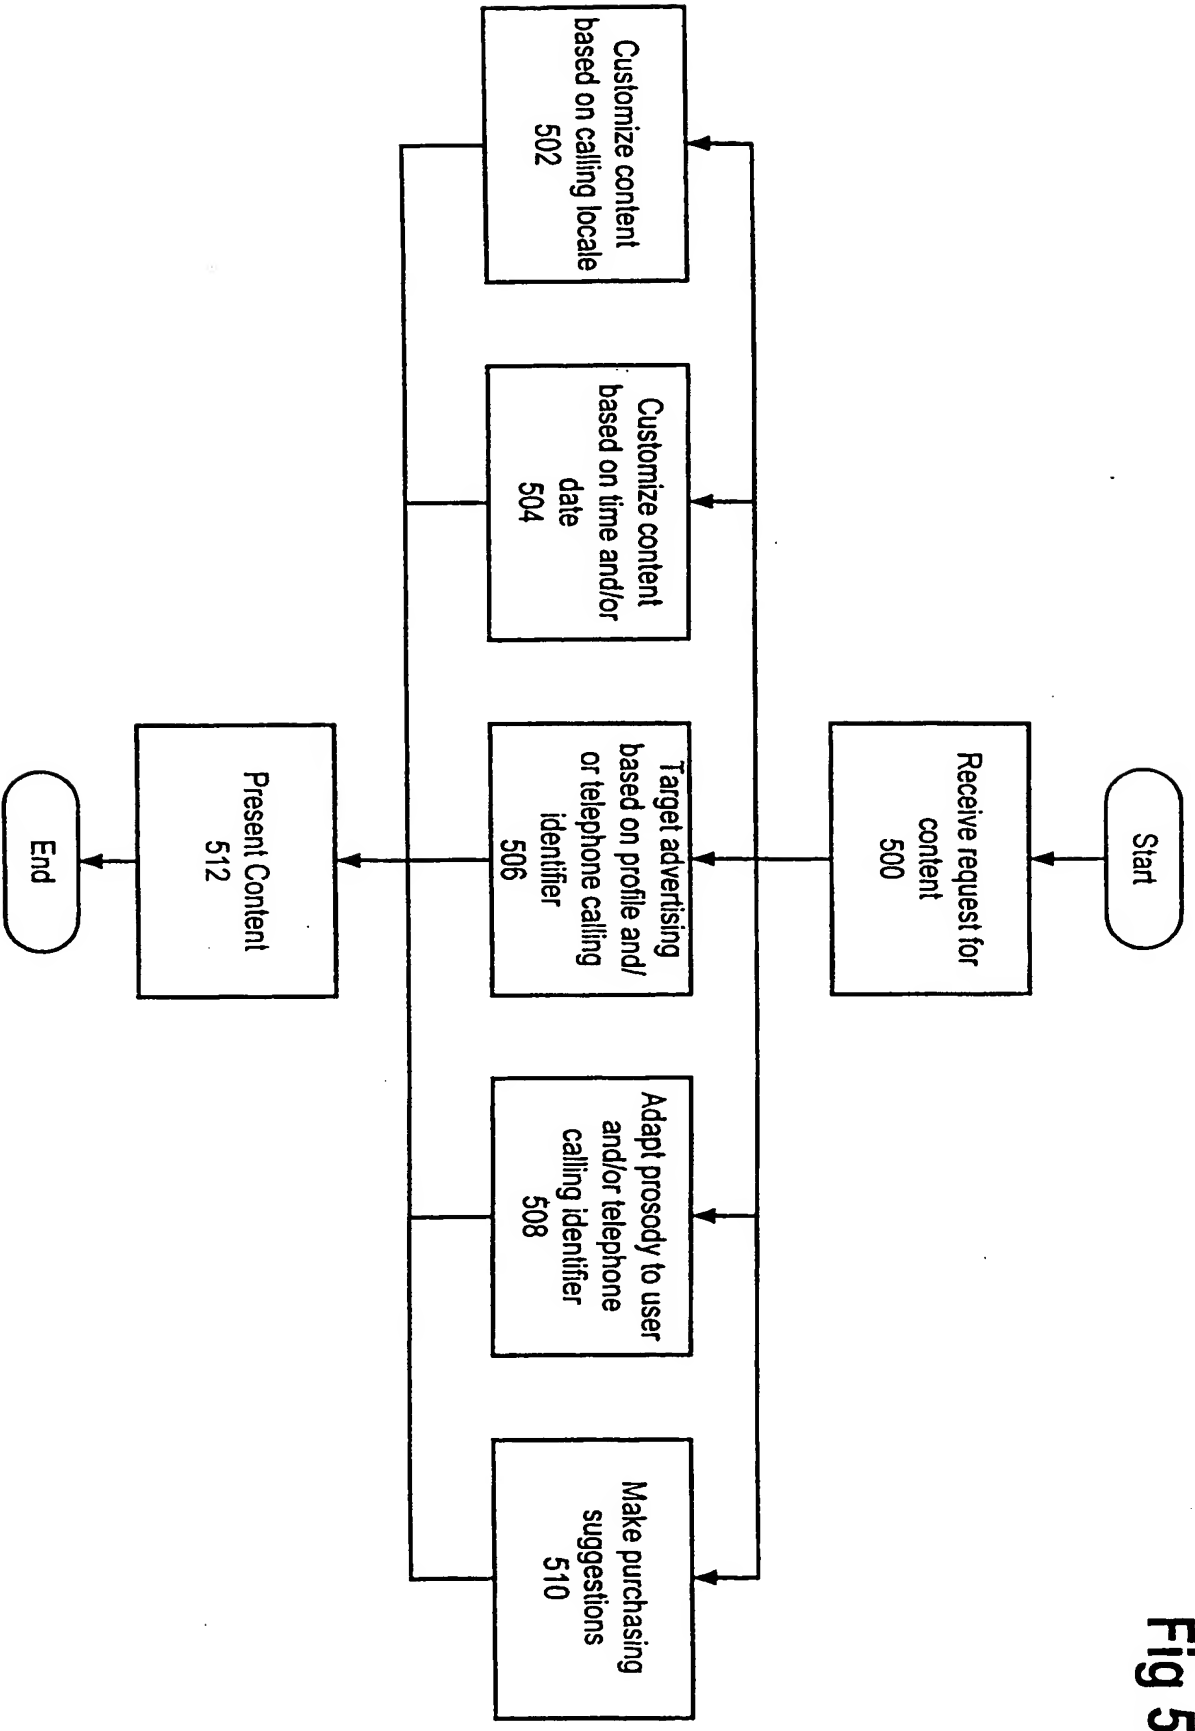 Fig 5
Start
Receive request for
content
500
Customize content
based on calling locale
502
Customize content
based on time and/or
date
504
Target advertising
based on profile and/
or telephone calling
identifier
506
Adapt prosody to user
and/or telephone
calling identifier
508
Make purchasing
suggestions
510
Present Content
512
End